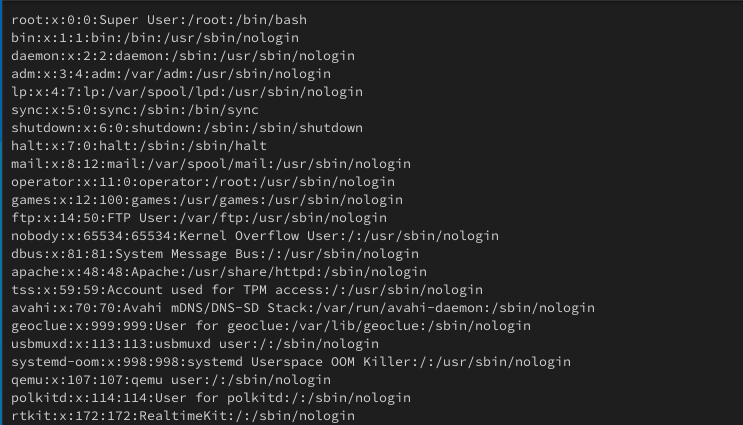 root:x:0:0:Super User:/root:/bin/bash
bin:x:1:1:bin:/bin:/usr/sbin/nologin
daemon:x:2:2:daemon:/sbin:/usr/sbin/nologin
adm:x:3:4:adm:/var/adm:/usr/sbin/nologin
lp:x:4:7:lp:/var/spool/lpd:/usr/sbin/nologin
sync:x:5:0:sync:/sbin:/bin/sync
shutdown:x:6:0:shutdown:/sbin:/sbin/shutdown
halt:x:7:0:halt:/sbin:/sbin/halt
mail:x:8:12:mail:/var/spool/mail:/usr/sbin/nologin
operator:x:11:0:operator:/root:/usr/sbin/nologin
games:x:12:100:games:/usr/games:/usr/sbin/nologin
ftp:x:14:50:FTP User:/var/ftp:/usr/sbin/nologin
nobody:x:65534:65534:Kernel Overflow User:/:/usr/sbin/nologin
dbus:x:81:81:System Message Bus:/:/usr/sbin/nologin
apache:x:48:48:Apache:/usr/share/httpd:/sbin/nologin
tss:x:59:59:Account used for TPM access:/:/usr/sbin/nologin
avahi:x:70:70:Avahi mDNS/DNS-SD Stack:/var/run/avahi-daemon:/sbin/nologin
geoclue:x:999:999:User for geoclue:/var/lib/geoclue:/sbin/nologin
usbmuxd:x:113:113:usbmuxd user:/:/sbin/nologin
systemd-oom:x:998:998:systemd Userspace OOM Killer:/:/usr/sbin/nologin
qemu:x:107:107:qemu user:/:/sbin/nologin
polkitd:x:114:114:User for polkitd:/:/sbin/nologin
rtkit:x:172:172:RealtimeKit:/:/sbin/nologin